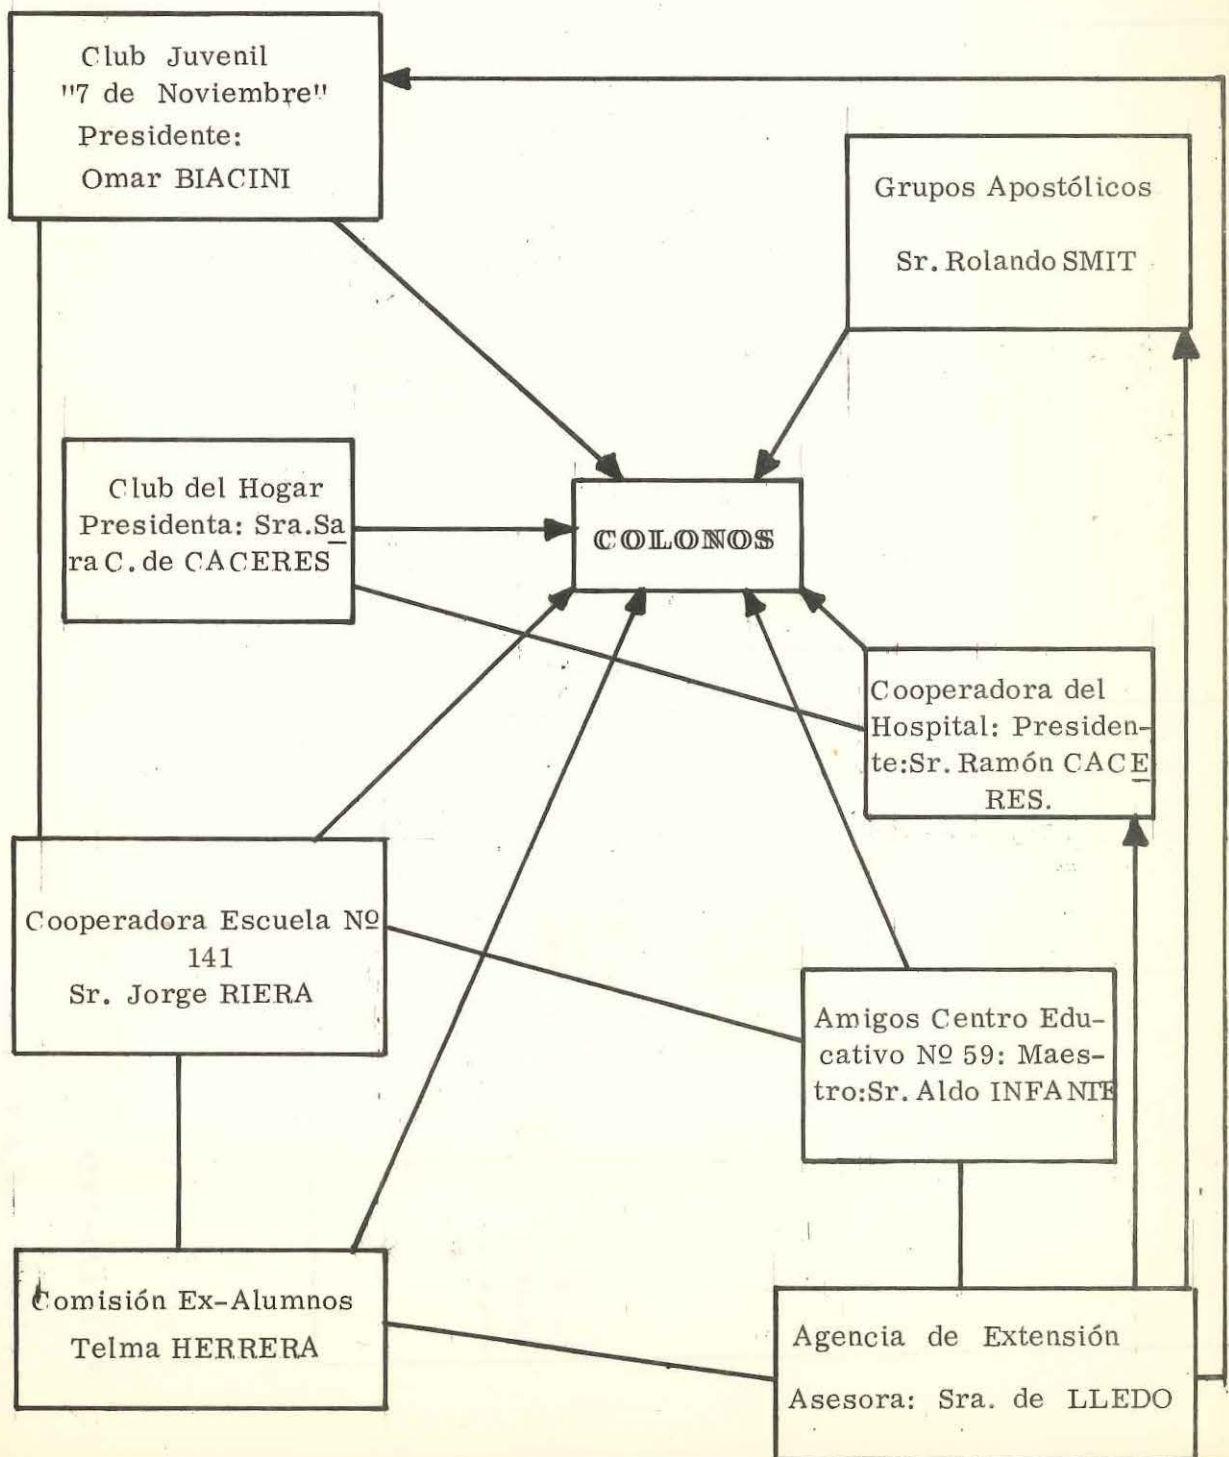 Club Juvenil
"7 de Noviembre"
Presidente:
Omar BIACINI
Grupos Apostólicos
Sr. Rolando SMIT
Club del Hogar
Presidenta: Sra. Sa
ra C. de CACERES
COLONOS
Cooperadora del
Hospital: Presiden-
te: Sr. Ramón CACE
RES.
Cooperadora Escuela Nº
141
Sr. Jorge RIERA
Amigos Centro Edu-
cativo Nº 59: Maes-
tro: Sr. Aldo INFANTE
Comisión Ex-Alumnos
Telma HERRERA
Agencia de Extensión
Asesora: Sra. de LLEDO